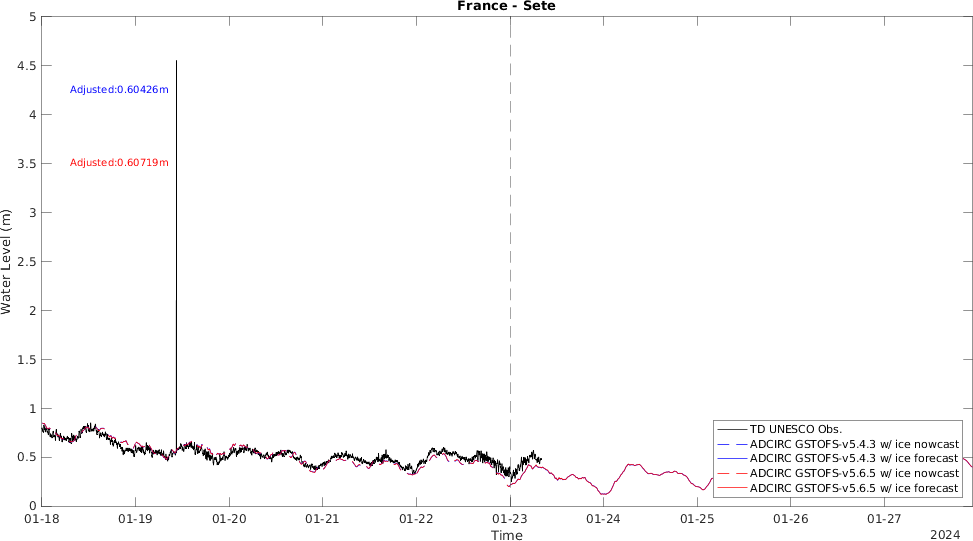 France - Sete
5
4.5
4
3.5
3
2.5
2
1.5
1
0.5
0
Water Level (m)
Adjusted:0.60426m
Adjusted:0.60719m
TD UNESCO Obs.
ADCIRC GSTOFS-v5.4.3 w/ ice nowcast
ADCIRC GSTOFS-v5.4.3 w/ ice forecast
ADCIRC GSTOFS-v5.6.5 w/ ice nowcast
ADCIRC GSTOFS-v5.6.5 w/ ice forecast
01-18 01-19 01-20 01-21 01-22 01-23 01-24 01-25 01-26 01-27
Time
2024